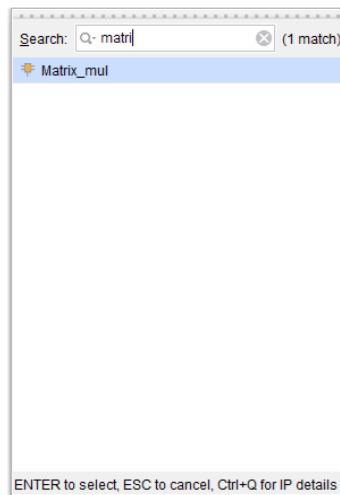 Search: matri (1 match)
Matrix_mul
ENTER to select, ESC to cancel, Ctrl+Q for IP details